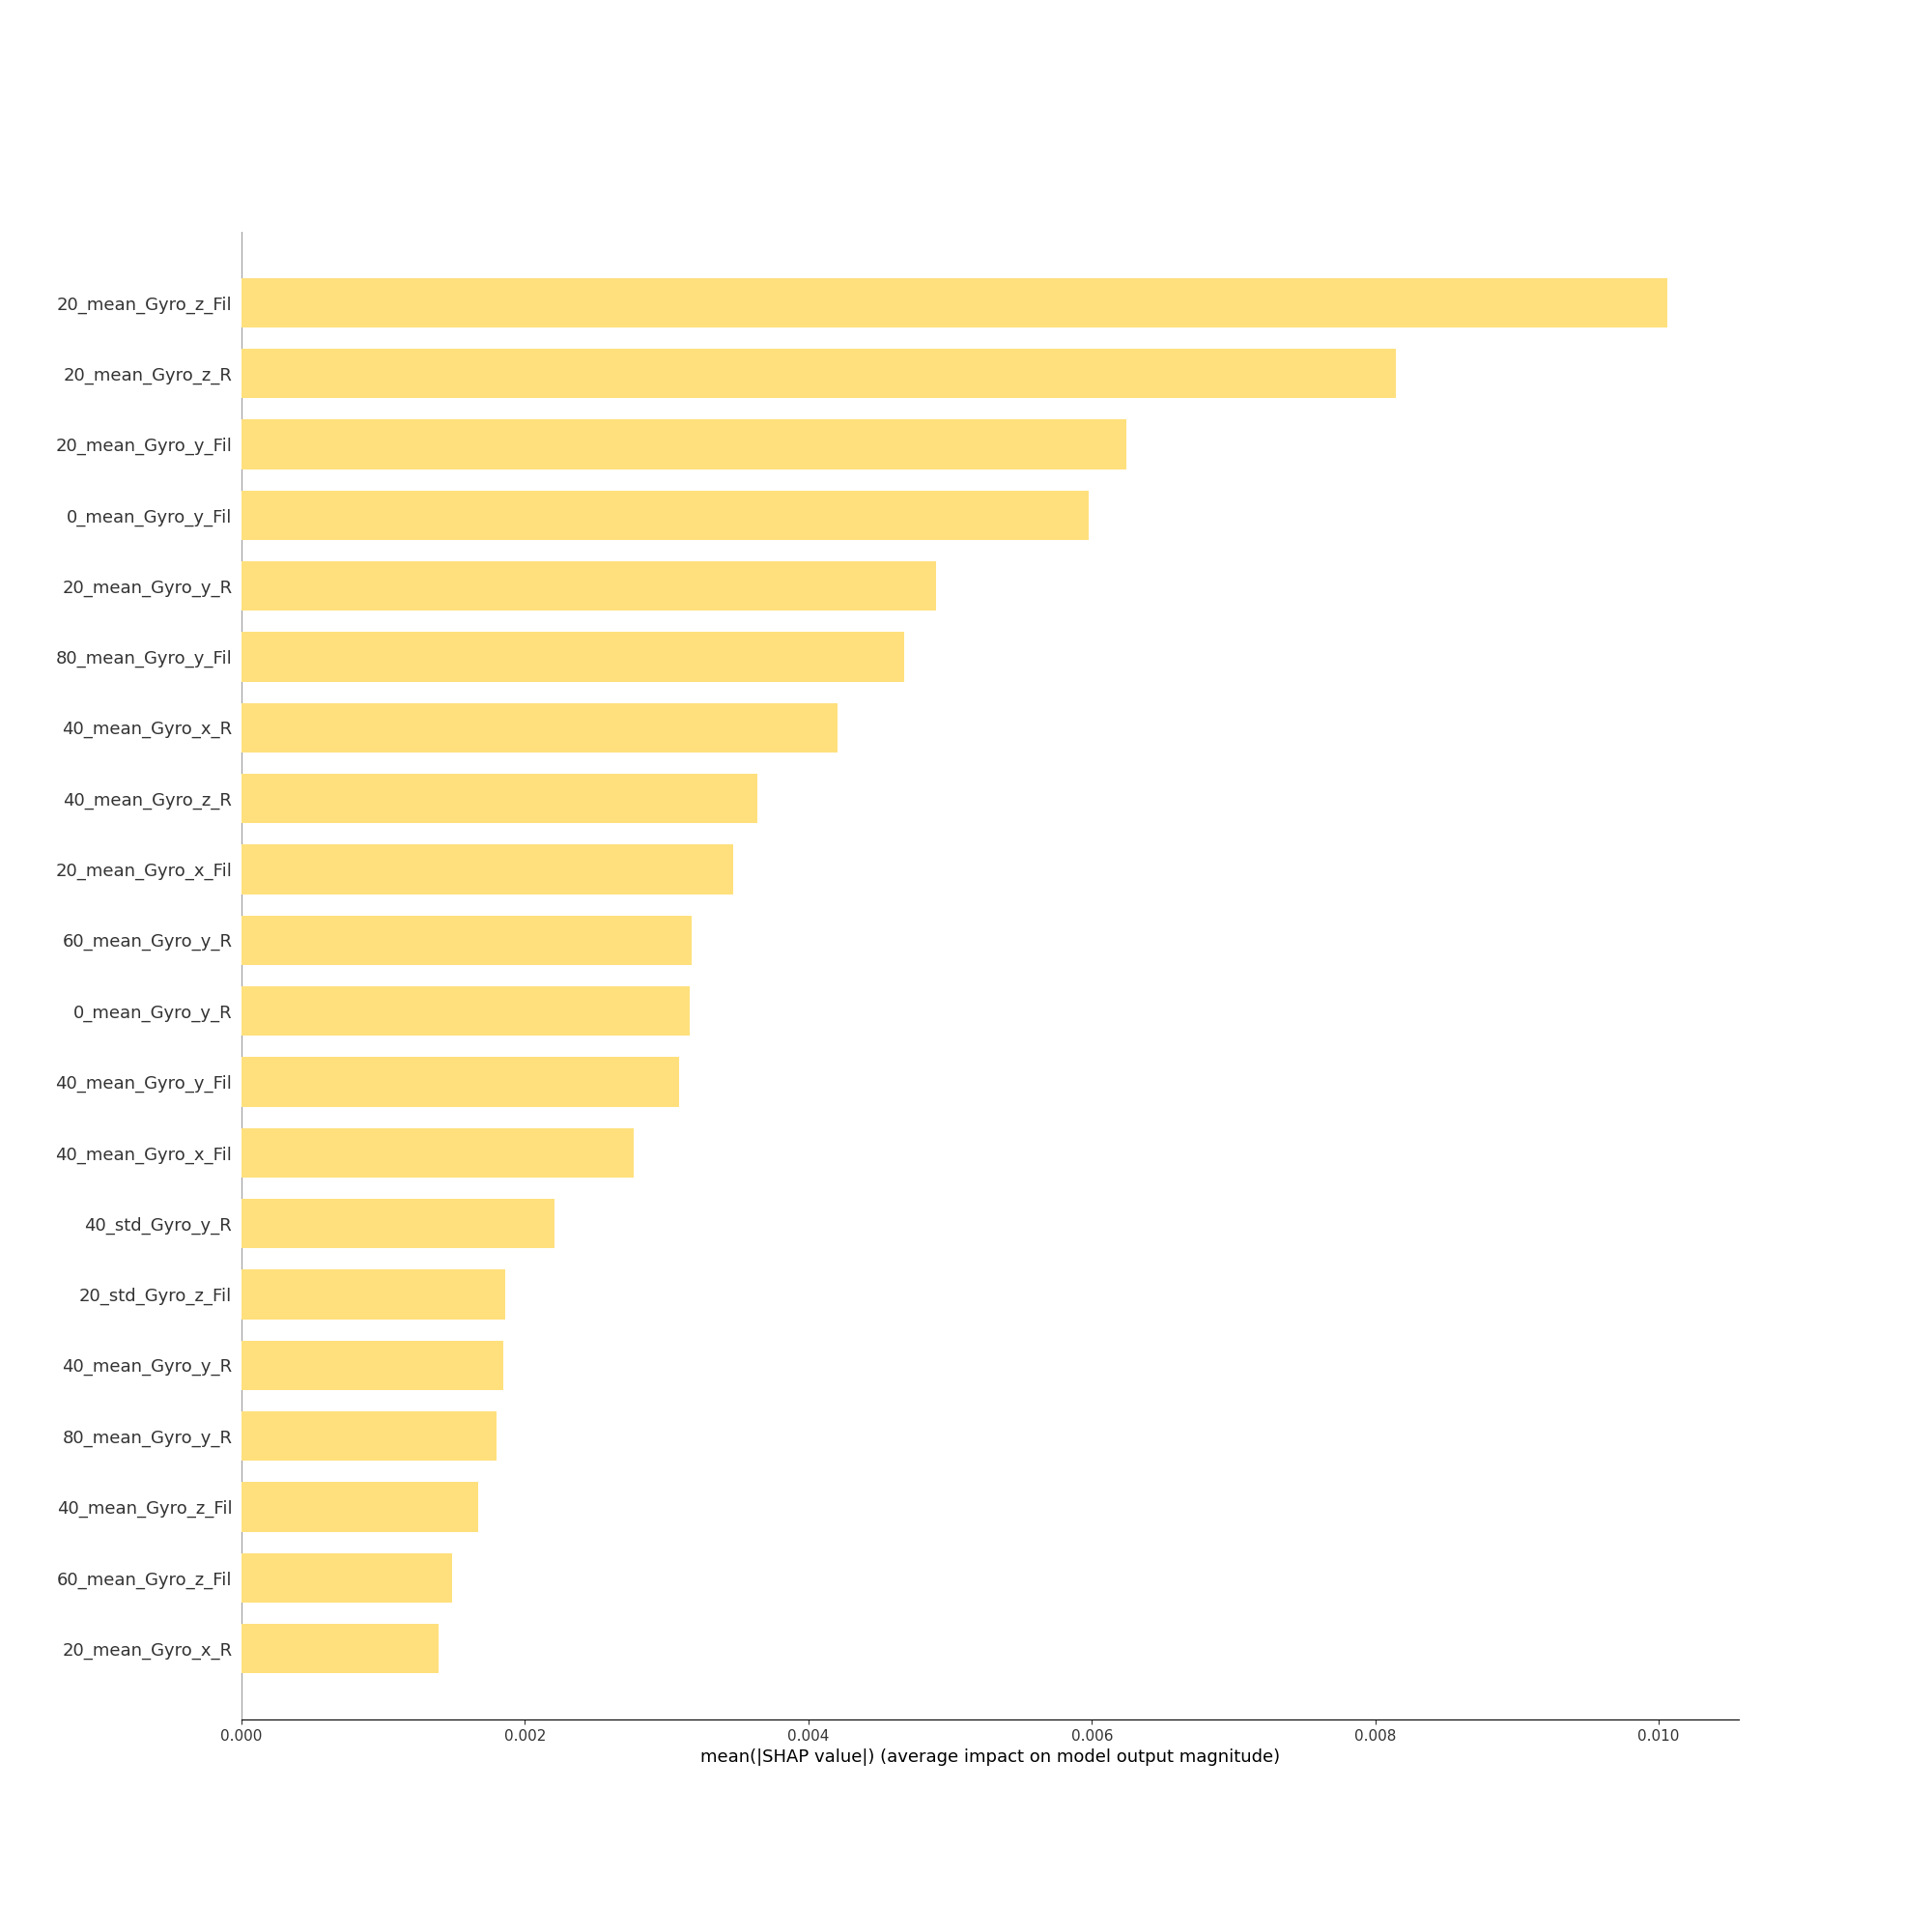 20_mean_Gyro_z_Fil
20_mean_Gyro_z_R
20_mean_Gyro_y_Fil
0_mean_Gyro_y_Fil
20_mean_Gyro_y_R
80_mean_Gyro_y_Fil
40_mean_Gyro_x_R
40_mean_Gyro_z_R
20_mean_Gyro_x_Fil
60_mean_Gyro_y_R
0_mean_Gyro_y_R
40_mean_Gyro_y_Fil
40_mean_Gyro_x_Fil
40_std_Gyro_y_R
20_std_Gyro_z_Fil
40_mean_Gyro_y_R
80_mean_Gyro_y_R
40_mean_Gyro_z_Fil
60_mean_Gyro_z_Fil
20_mean_Gyro_x_R
0.000 0.002 0.004 0.006 0.008 0.010
mean(|SHAP value|) (average impact on model output magnitude)